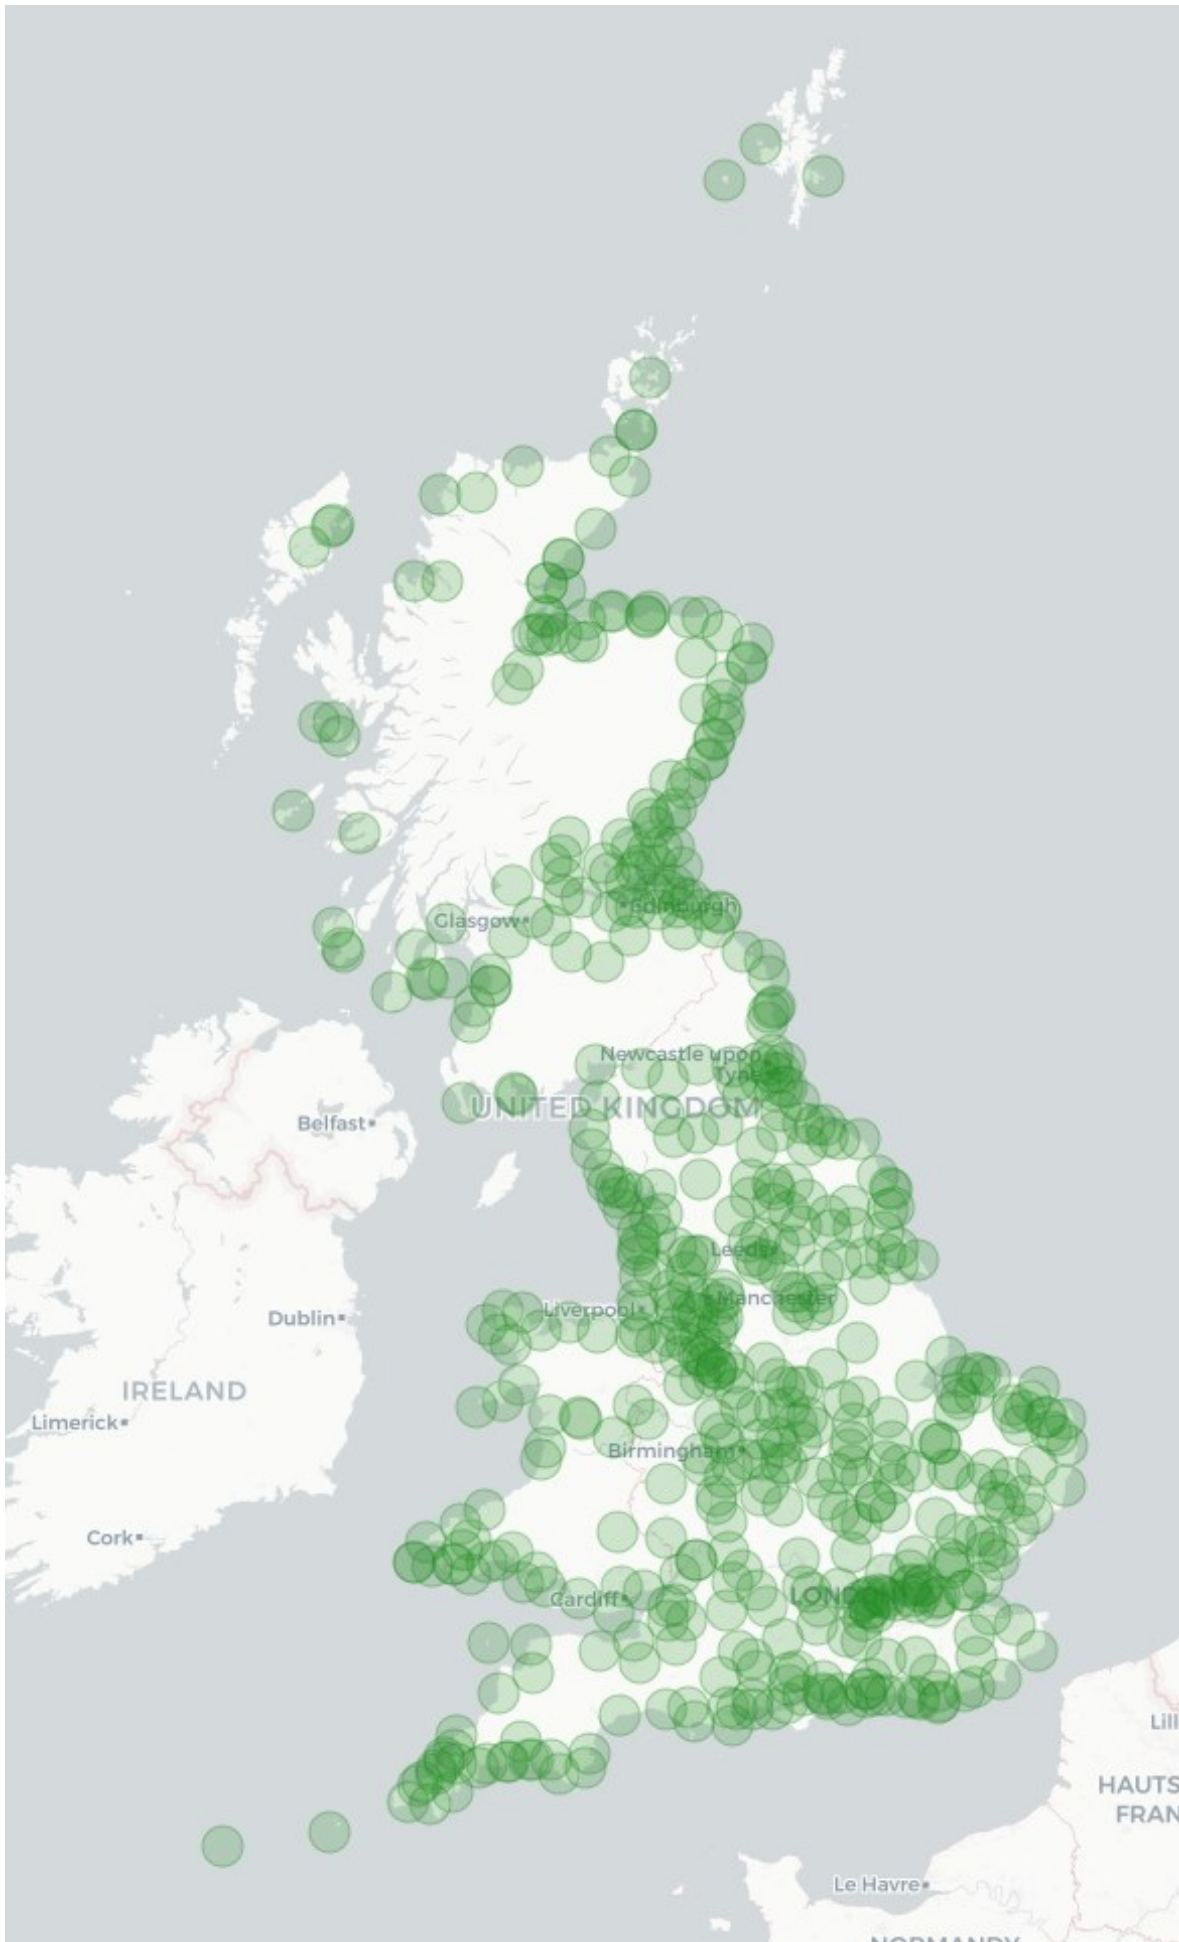 Glasgow
Edinburgh
Newcastle upon
Tyne
UNITED KINGDOM
Belfast
Leeds
Manchester
Liverpool
Dublin
IRELAND
Limerick
Birmingham
Cork
LONDON
Cardiff
Lill
HAUTS
FRAN
Le Havre
NORMANDY